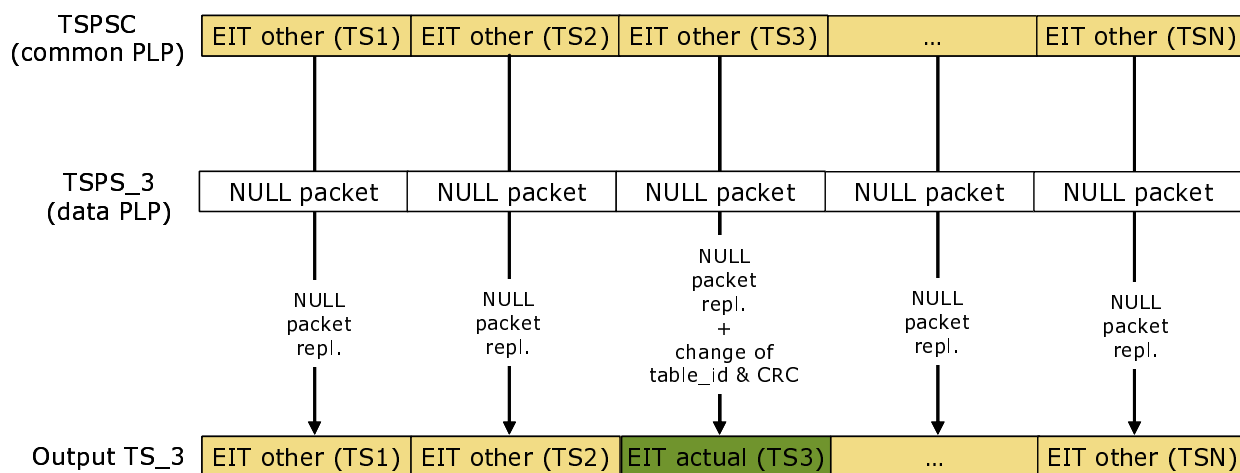 TSPSC
(common PLP)
EIT other (TS1)
EIT other (TS2)
EIT other (TS3)
...
EIT other (TSN)
TSPS_3
(data PLP)
NULL packet
NULL packet
NULL packet
NULL packet
NULL packet
NULL
packet
repl.
NULL
packet
repl.
NULL
packet
repl.
+
change of
table_id & CRC
NULL
packet
repl.
NULL
packet
repl.
Output TS_3
EIT other (TS1)
EIT other (TS2)
EIT actual (TS3)
...
EIT other (TSN)